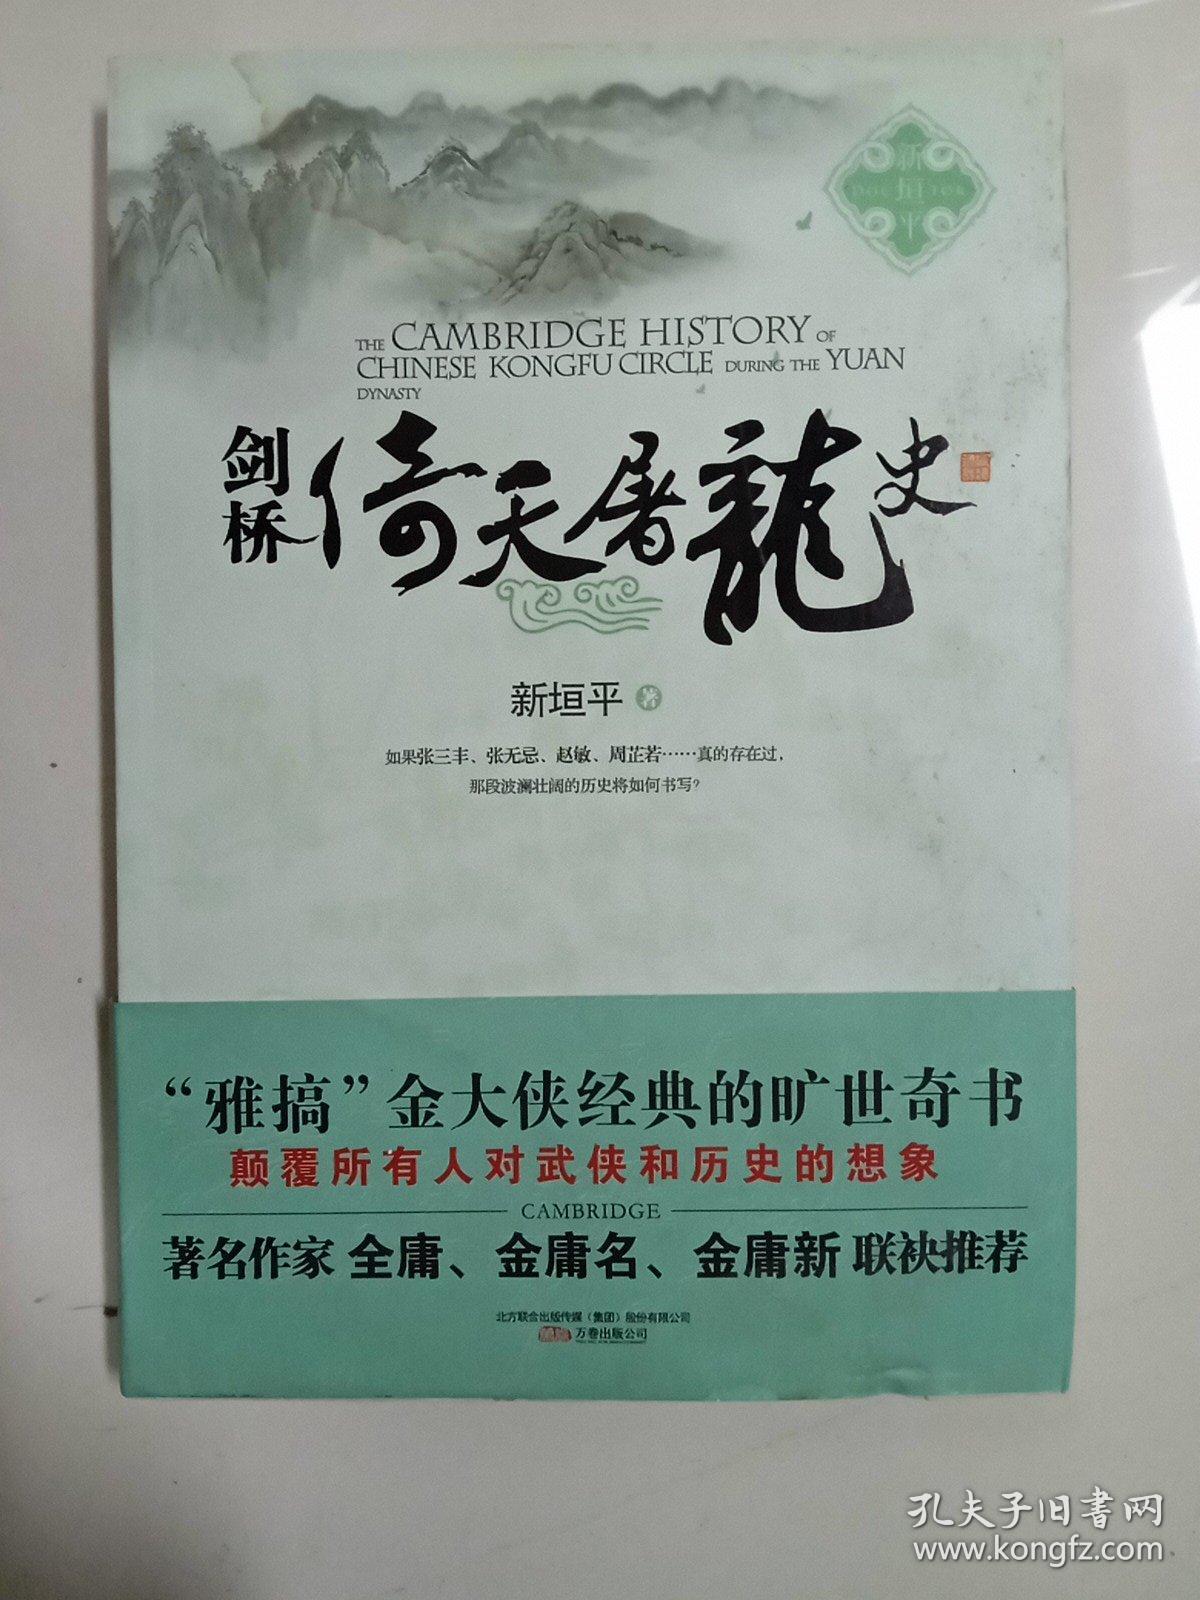 新
DOC 垣 TOR
平
THE CAMBRIDGE HISTORY OF
CHINESE KONGFU CIRCLE DURING THE YUAN
DYNASTY
剑桥倚天屠龍史
新垣平 著
如果张三丰、张无忌、赵敏、周芷若……真的存在过，
那段波澜壮阔的历史将如何书写？
“雅搞”金大侠经典的旷世奇书
颠覆所有人对武侠和历史的想象
CAMBRIDGE
著名作家 全庸、金庸名、金庸新 联袂推荐
北方联合出版传媒（集团）股份有限公司
万卷出版公司
孔夫子旧书网
www.kongfz.com